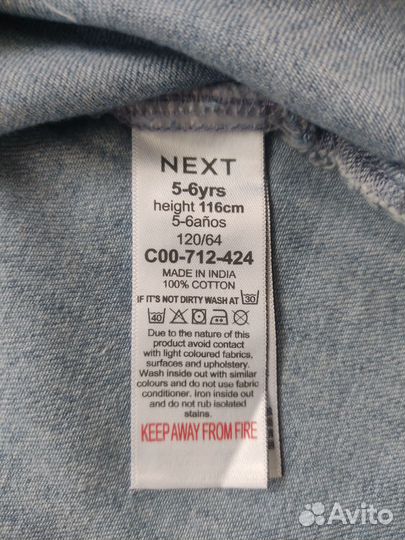 NEXT
5-6yrs
height 116cm
5-6años
120/64
C00-712-424
MADE IN INDIA
100% COTTON
IF IT'S NOT DIRTY WASH AT 30
40
Due to the nature of this
product avoid contact
with light coloured fabrics,
surfaces and upholstery.
Wash inside out with similar
colours and do not use fabric
conditioner. Iron inside out
and do not rub isolated
stains.
KEEP AWAY FROM FIRE
Avito